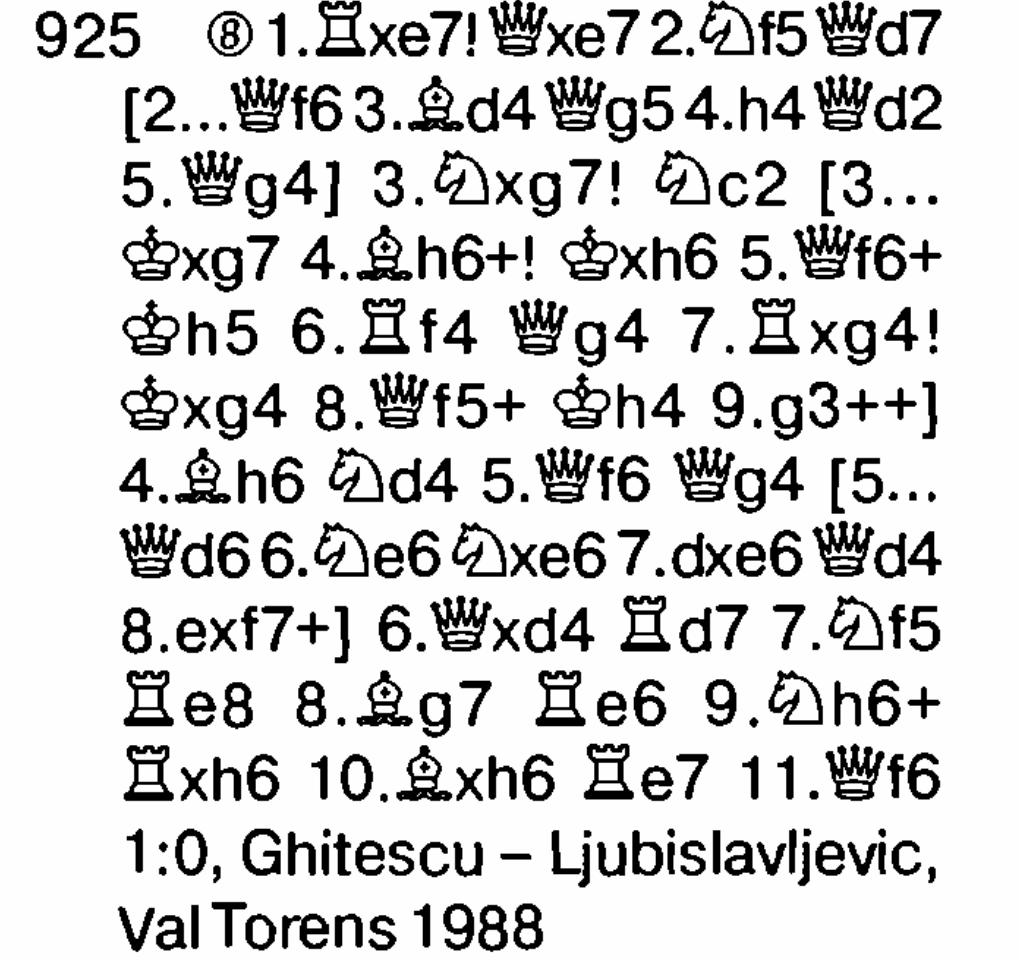 925 ⑧ 1.♖xe7! ♕xe7 2.♘f5 ♕d7
[2...♕f6 3.♗d4 ♕g5 4.h4 ♕d2
5.♕g4] 3.♘xg7! ♘c2 [3...
♔xg7 4.♗h6+! ♔xh6 5.♕f6+
♔h5 6.♖f4 ♕g4 7.♖xg4!
♔xg4 8.♕f5+ ♔h4 9.g3++]
4.♗h6 ♘d4 5.♕f6 ♕g4 [5...
♕d6 6.♘e6 ♘xe6 7.dxe6 ♕d4
8.exf7+] 6.♕xd4 ♖d7 7.♘f5
♖e8 8.♗g7 ♖e6 9.♘h6+
♖xh6 10.♗xh6 ♖e7 11.♕f6
1:0, Ghitescu – Ljubislavljevic,
Val Torens 1988